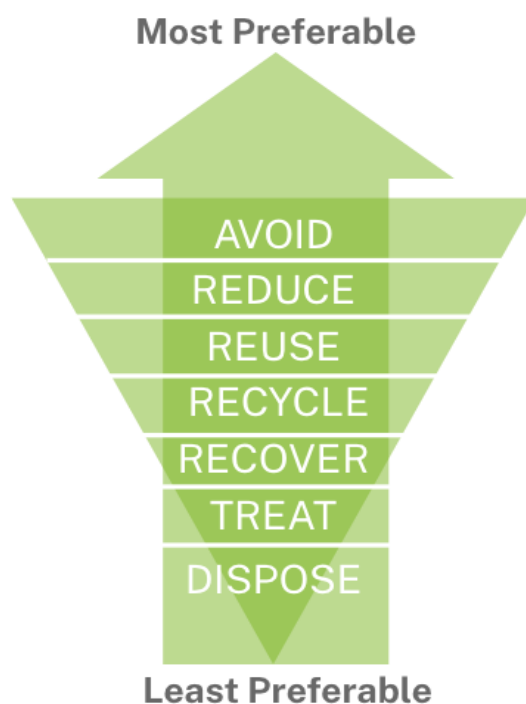 Most Preferable
AVOID
REDUCE
REUSE
RECYCLE
RECOVER
TREAT
DISPOSE
Least Preferable